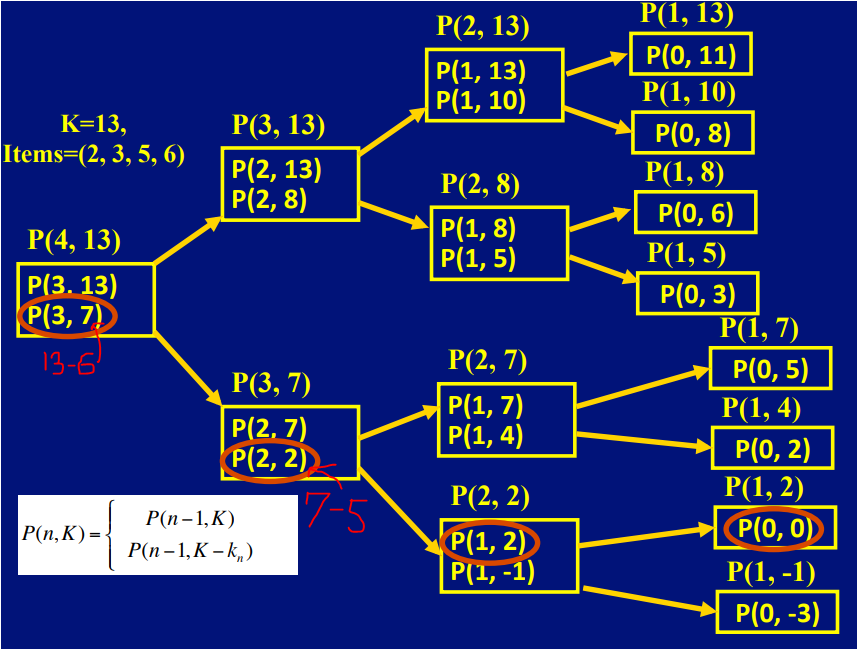 K=13,
Items=(2, 3, 5, 6)
P(4, 13)
P(3, 13)
P(3, 7)
13-6
P(3, 13)
P(2, 13)
P(2, 8)
P(3, 7)
P(2, 7)
P(2, 2)
7-5
P(2, 13)
P(1, 13)
P(1, 10)
P(2, 8)
P(1, 8)
P(1, 5)
P(2, 7)
P(1, 7)
P(1, 4)
P(2, 2)
P(1, 2)
P(1, -1)
P(1, 13)
P(0, 11)
P(1, 10)
P(0, 8)
P(1, 8)
P(0, 6)
P(1, 5)
P(0, 3)
P(1, 7)
P(0, 5)
P(1, 4)
P(0, 2)
P(1, 2)
P(0, 0)
P(1, -1)
P(0, -3)
P(n, K) = {
P(n−1, K)
P(n−1, K − kₙ)